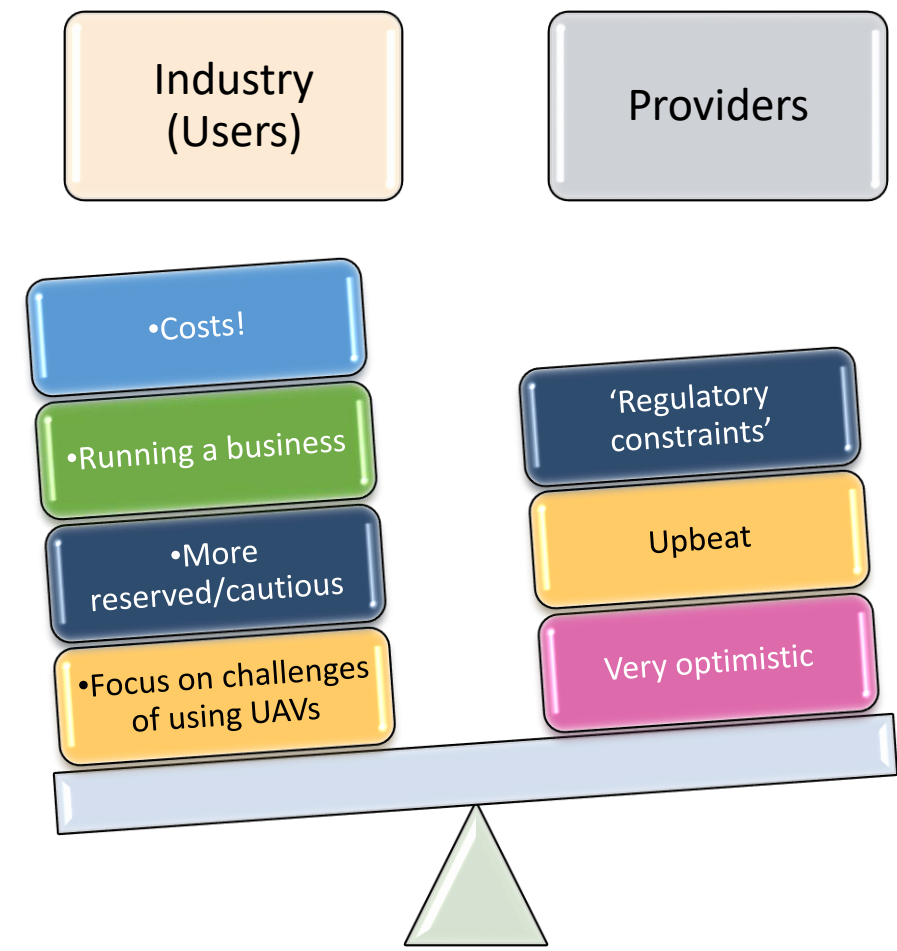 Industry
(Users)
Providers
•Costs!
•Running a business
•More
reserved/cautious
•Focus on challenges
of using UAVs
‘Regulatory
constraints’
Upbeat
Very optimistic